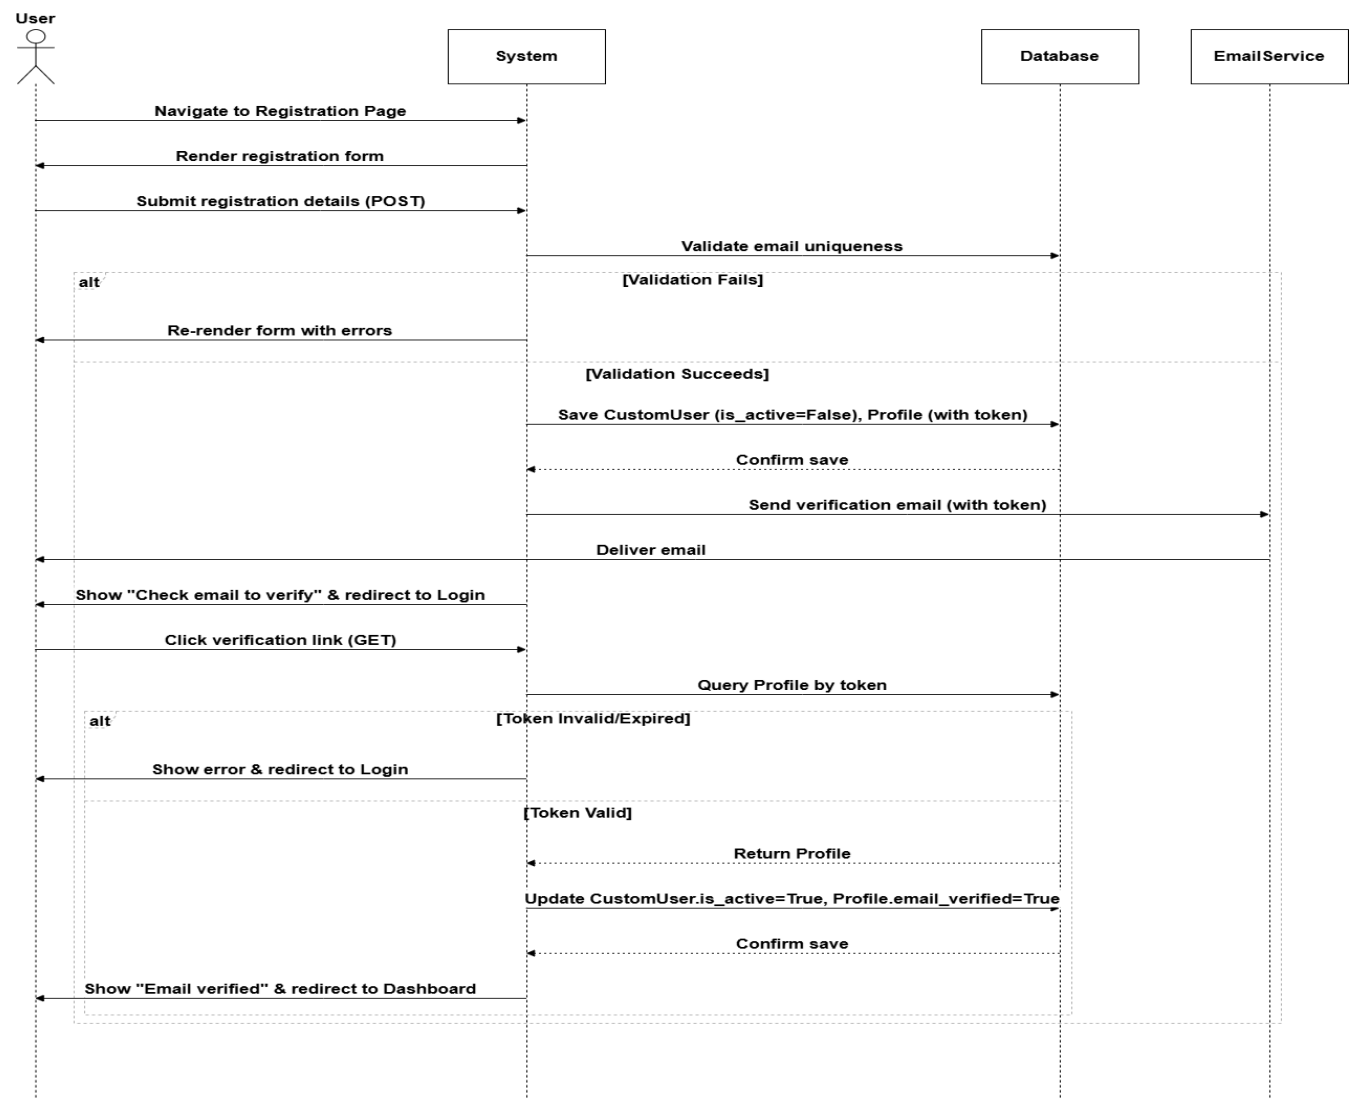 User
System
Database
EmailService
Navigate to Registration Page
Render registration form
Submit registration details (POST)
Validate email uniqueness
alt
[Validation Fails]
Re-render form with errors
[Validation Succeeds]
Save CustomUser (is_active=False), Profile (with token)
Confirm save
Send verification email (with token)
Deliver email
Show "Check email to verify" & redirect to Login
Click verification link (GET)
Query Profile by token
alt
[Token Invalid/Expired]
Show error & redirect to Login
[Token Valid]
Return Profile
Update CustomUser.is_active=True, Profile.email_verified=True
Confirm save
Show "Email verified" & redirect to Dashboard